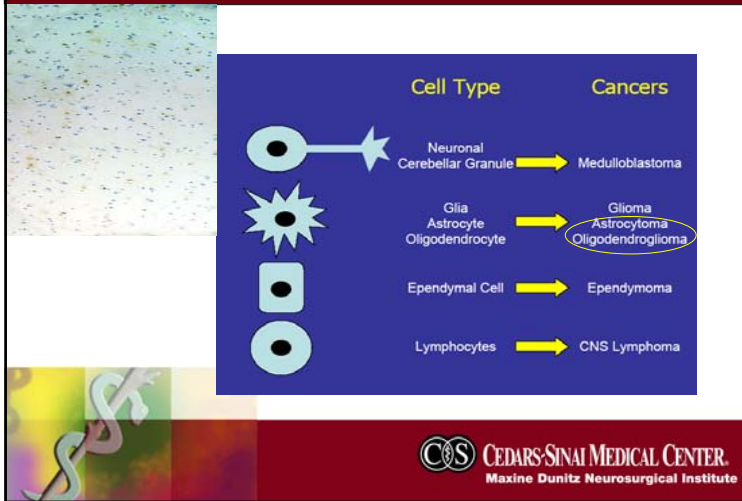 Cell Type Cancers
Neuronal
Cerebellar Granule Medulloblastoma
Glia Glioma
Astrocyte Astrocytoma
Oligodendrocyte Oligodendroglioma
Ependymal Cell Ependymoma
Lymphocytes CNS Lymphoma
CS CEDARS-SINAI MEDICAL CENTER.
Maxine Dunitz Neurosurgical Institute